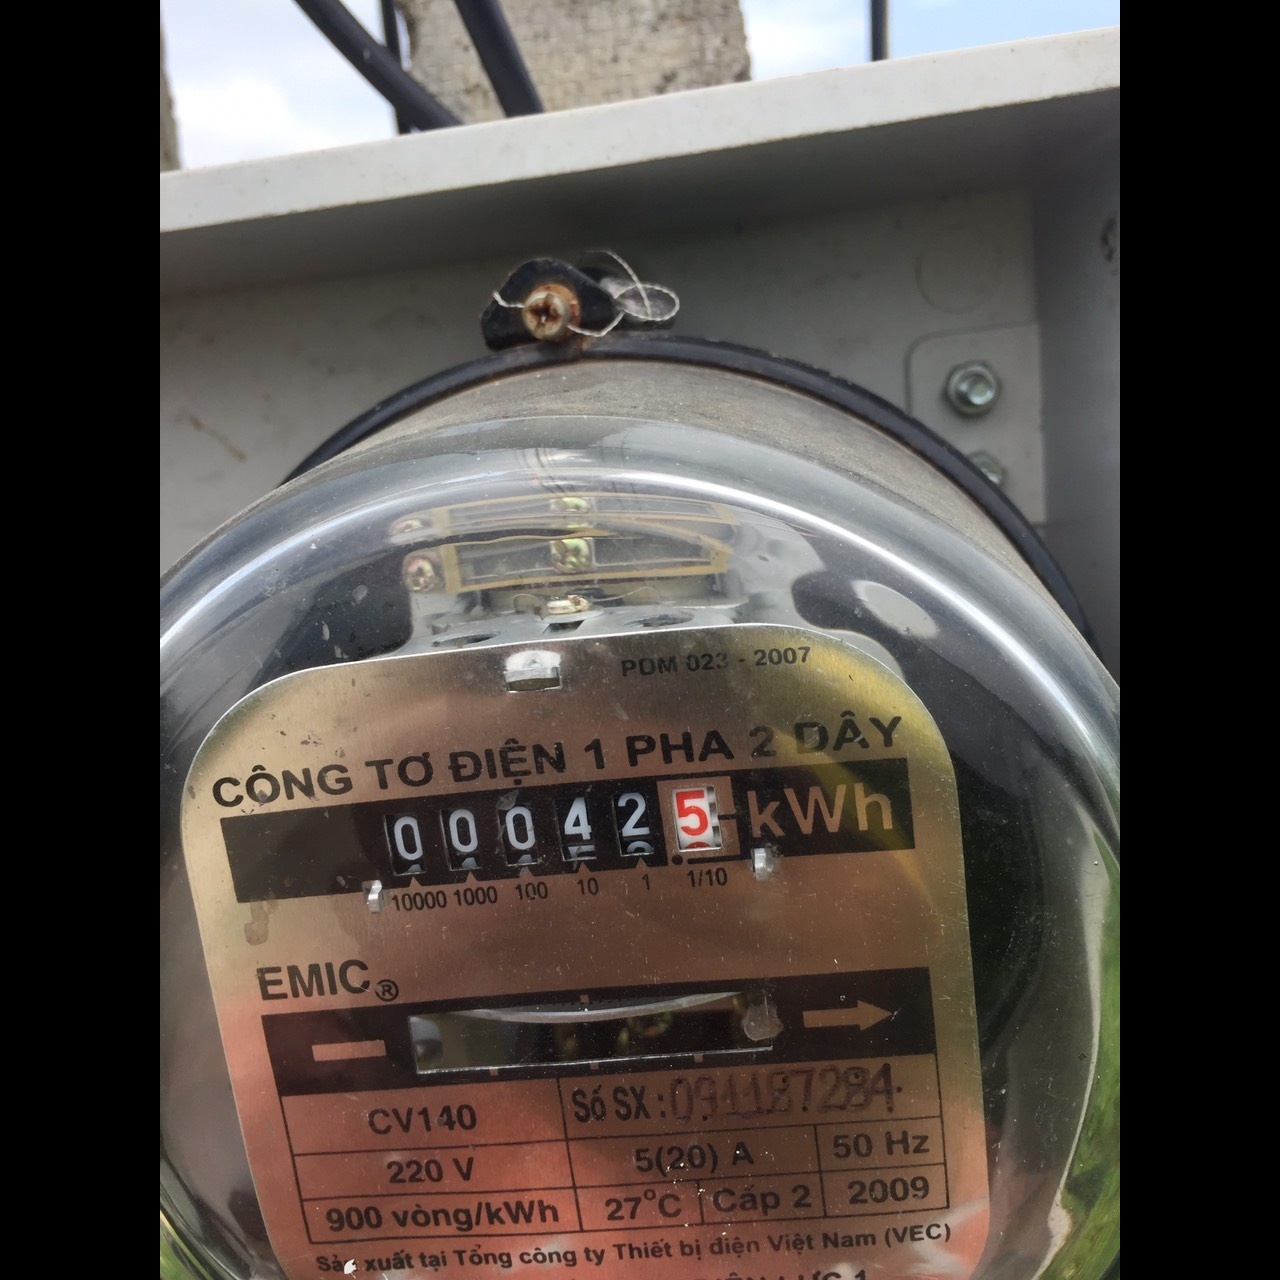 PDM 023 - 2007
CÔNG TƠ ĐIỆN 1 PHA 2 DÂY
0 0 0 4 2 5 kWh
10000 1000 100 10 1 1/10
EMIC®
CV140 Số SX: 091187284
220 V 5(20) A 50 Hz
900 vòng/kWh 27°C Cấp 2 2009
Sản xuất tại Tổng công ty Thiết bị điện Việt Nam (VEC)